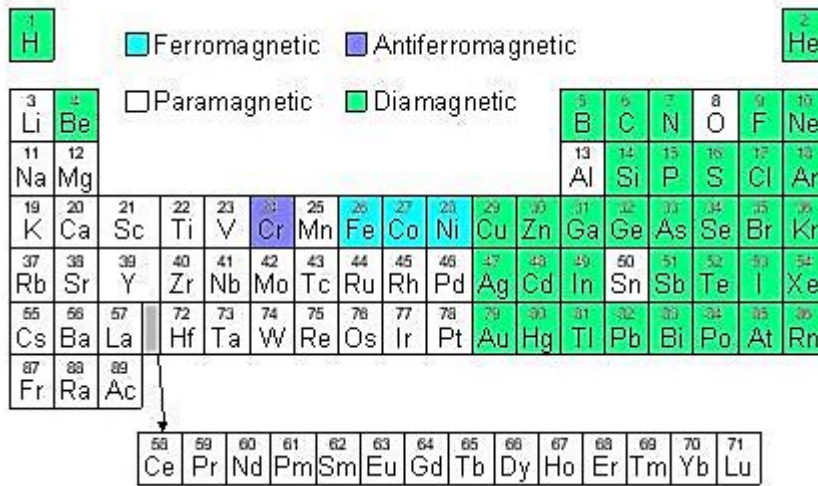 1 2
H Ferromagnetic Antiferromagnetic He
3 4 Paramagnetic Diamagnetic 5 6 7 8 9 10
Li Be B C N O F Ne
11 12 13 14 15 16 17 18
Na Mg Al Si P S Cl Ar
19 20 21 22 23 24 25 26 27 28 29 30 31 32 33 34 35 36
K Ca Sc Ti V Cr Mn Fe Co Ni Cu Zn Ga Ge As Se Br Kr
37 38 39 40 41 42 43 44 45 46 47 48 49 50 51 52 53 54
Rb Sr Y Zr Nb Mo Tc Ru Rh Pd Ag Cd In Sn Sb Te I Xe
55 56 57 72 73 74 75 76 77 78 79 80 81 82 83 84 85 86
Cs Ba La Hf Ta W Re Os Ir Pt Au Hg Tl Pb Bi Po At Rn
87 88 89
Fr Ra Ac
58 59 60 61 62 63 64 65 66 67 68 69 70 71
Ce Pr Nd Pm Sm Eu Gd Tb Dy Ho Er Tm Yb Lu